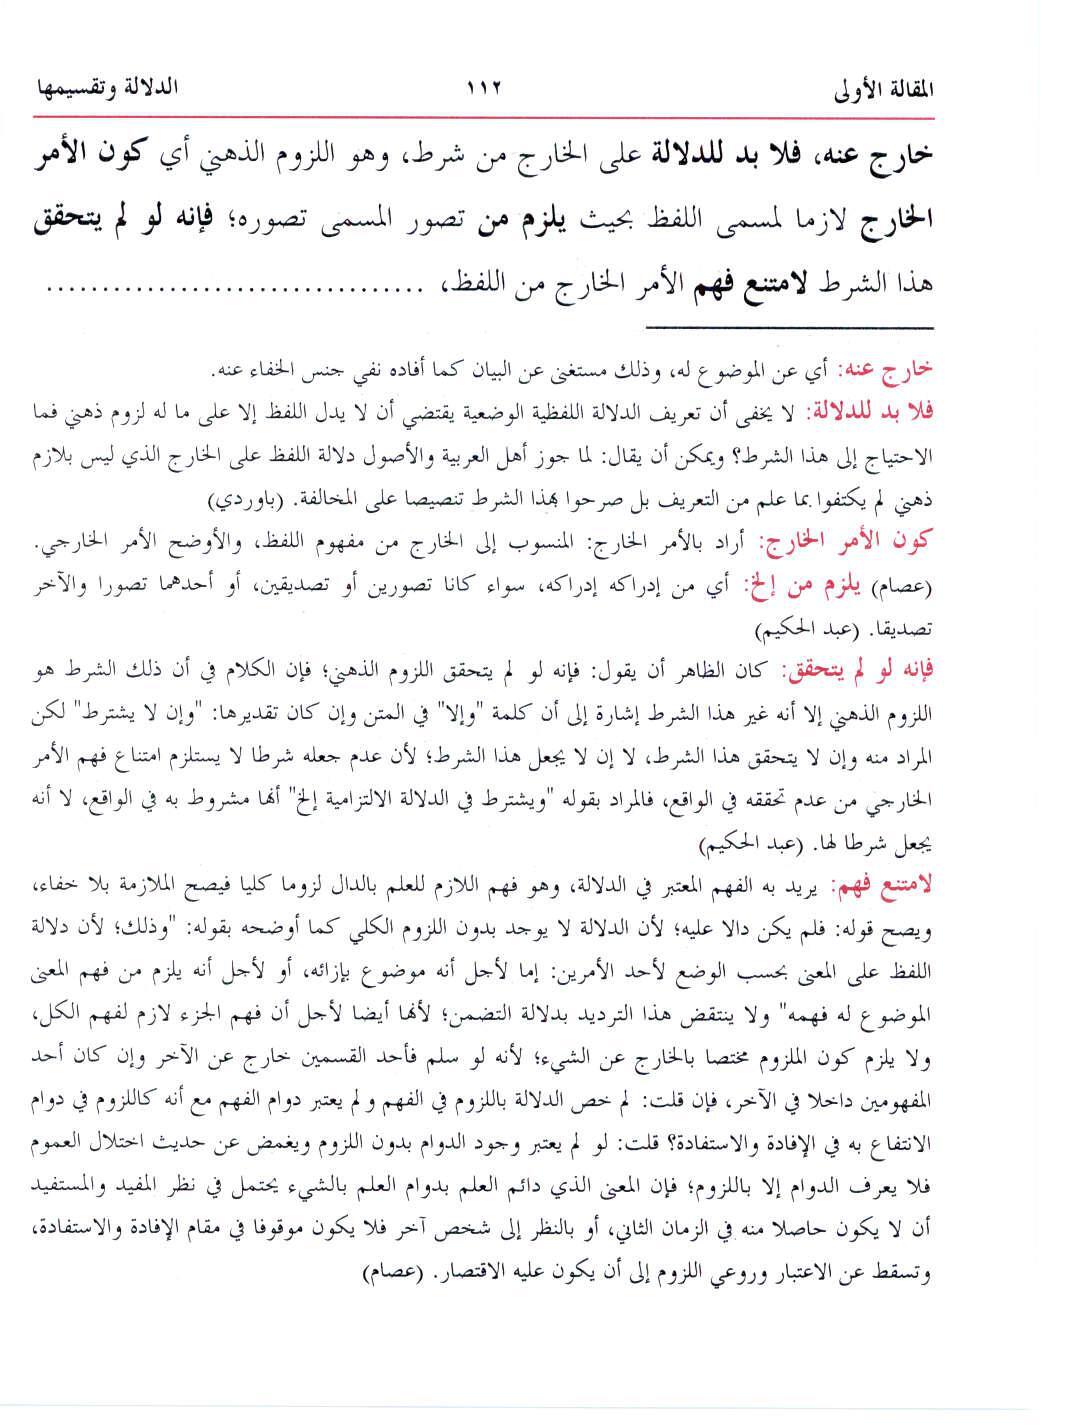 المقالة الأولى ١١٢ الدلالة وتقسيمها
خارج عنه، فلا بد للدلالة على الخارج من شرط، وهو اللزوم الذهني أي كون الأمر
الخارج لازما لمسمى اللفظ بحيث يلزم من تصور المسمى تصوره؛ فإنه لو لم يتحقق
هذا الشرط لامتنع فهم الأمر الخارج من اللفظ، .................................
خارج عنه: أي عن الموضوع له، وذلك مستغنى عن البيان كما أفاده نفي جنس الخفاء عنه.
فلا بد للدلالة: لا يخفى أن تعريف الدلالة اللفظية الوضعية يقتضي أن لا يدل اللفظ إلا على ما له لزوم ذهني فما
الاحتياج إلى هذا الشرط؟ ويمكن أن يقال: لما جوز أهل العربية والأصول دلالة اللفظ على الخارج الذي ليس بلازم
ذهني لم يكتفوا بما علم من التعريف بل صرحوا بهذا الشرط تنصيصا على المخالفة. (باوردي)
كون الأمر الخارج: أراد بالأمر الخارج: المنسوب إلى الخارج من مفهوم اللفظ، والأوضح الأمر الخارجي.
(عصام) يلزم من إلخ: أي من إدراكه إدراكه، سواء كانا تصورين أو تصديقين، أو أحدهما تصورا والآخر
تصديقا. (عبد الحكيم)
فإنه لو لم يتحقق: كان الظاهر أن يقول: فإنه لو لم يتحقق اللزوم الذهني؛ فإن الكلام في أن ذلك الشرط هو
اللزوم الذهني إلا أنه غير هذا الشرط إشارة إلى أن كلمة "وإلا" في المتن وإن كان تقديرها: "وإن لا يشترط" لكن
المراد منه وإن لا يتحقق هذا الشرط، لا إن لا يجعل هذا الشرط؛ لأن عدم جعله شرطا لا يستلزم امتناع فهم الأمر
الخارجي من عدم تحققه في الواقع، فالمراد بقوله "ويشترط في الدلالة الالتزامية إلخ" أنها مشروط به في الواقع، لا أنه
يجعل شرطا لها. (عبد الحكيم)
لامتنع فهم: يريد به الفهم المعتبر في الدلالة، وهو فهم اللازم للعلم بالدال لزوما كليا فيصح الملازمة بلا خفاء،
ويصح قوله: فلم يكن دالا عليه؛ لأن الدلالة لا يوجد بدون اللزوم الكلي كما أوضحه بقوله: "وذلك؛ لأن دلالة
اللفظ على المعنى بحسب الوضع لأحد الأمرين: إما لأجل أنه موضوع بإزائه، أو لأجل أنه يلزم من فهم المعنى
الموضوع له فهمه" ولا ينتقض هذا الترديد بدلالة التضمن؛ لأنها أيضا لأجل أن فهم الجزء لازم لفهم الكل،
ولا يلزم كون الملزوم مختصا بالخارج عن الشيء؛ لأنه لو سلم فأحد القسمين خارج عن الآخر وإن كان أحد
المفهومين داخلا في الآخر، فإن قلت: لم خص الدلالة باللزوم في الفهم ولم يعتبر دوام الفهم مع أنه كاللزوم في دوام
الانتفاع به في الإفادة والاستفادة؟ قلت: لو لم يعتبر وجود الدوام بدون اللزوم ويغمض عن حديث اختلال العموم
فلا يعرف الدوام إلا باللزوم؛ فإن المعنى الذي دائم العلم بدوام العلم بالشيء يحتمل في نظر المفيد والمستفيد
أن لا يكون حاصلا منه في الزمان الثاني، أو بالنظر إلى شخص آخر فلا يكون موقوفا في مقام الإفادة والاستفادة،
وتسقط عن الاعتبار وروعي اللزوم إلى أن يكون عليه الاقتصار. (عصام)